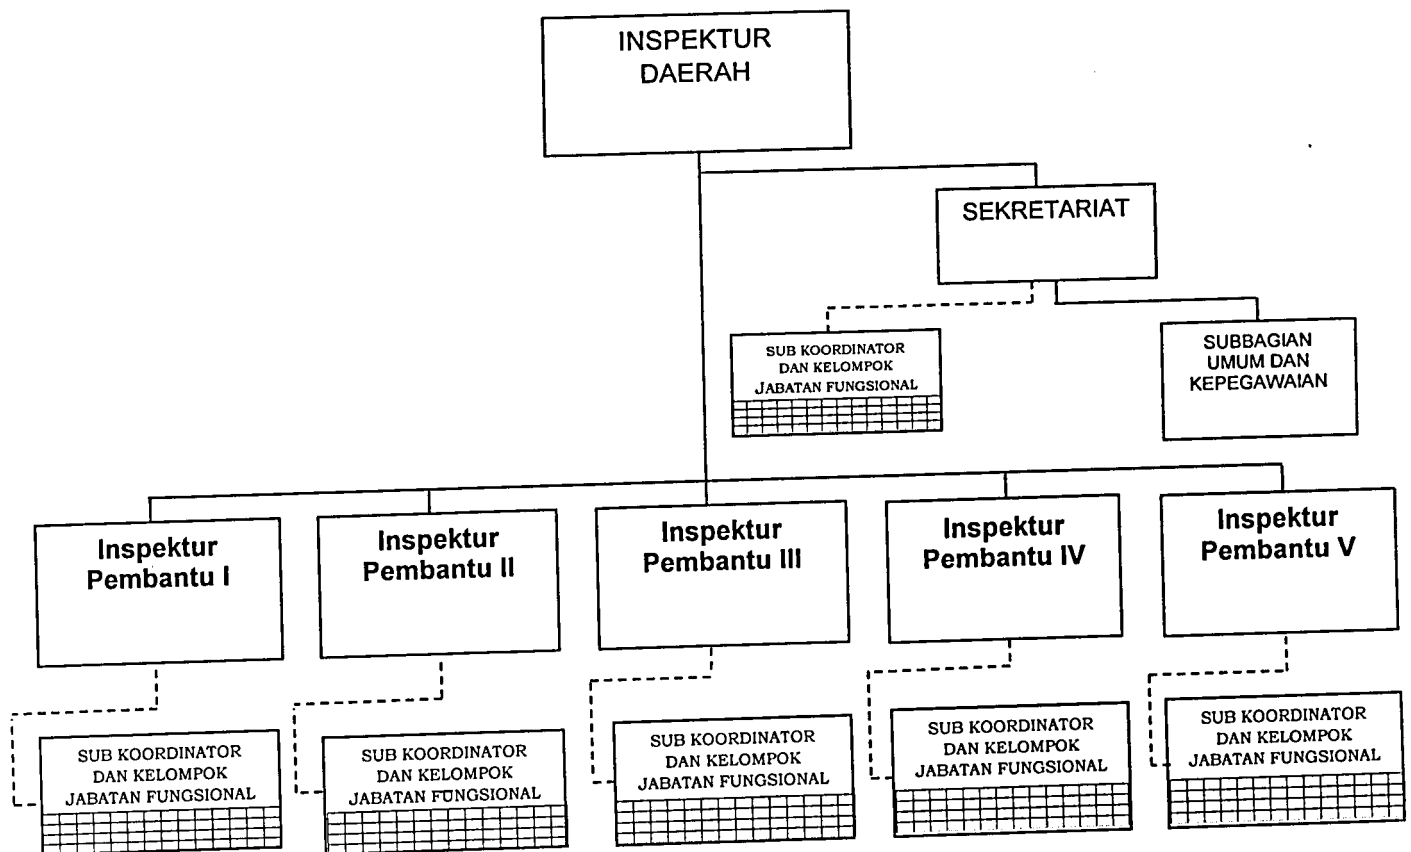 INSPEKTUR
DAERAH
SEKRETARIAT
SUB KOORDINATOR
DAN KELOMPOK
JABATAN FUNGSIONAL
SUBBAGIAN
UMUM DAN
KEPEGAWAIAN
Inspektur
Pembantu I
Inspektur
Pembantu II
Inspektur
Pembantu III
Inspektur
Pembantu IV
Inspektur
Pembantu V
SUB KOORDINATOR
DAN KELOMPOK
JABATAN FUNGSIONAL
SUB KOORDINATOR
DAN KELOMPOK
JABATAN FUNGSIONAL
SUB KOORDINATOR
DAN KELOMPOK
JABATAN FUNGSIONAL
SUB KOORDINATOR
DAN KELOMPOK
JABATAN FUNGSIONAL
SUB KOORDINATOR
DAN KELOMPOK
JABATAN FUNGSIONAL